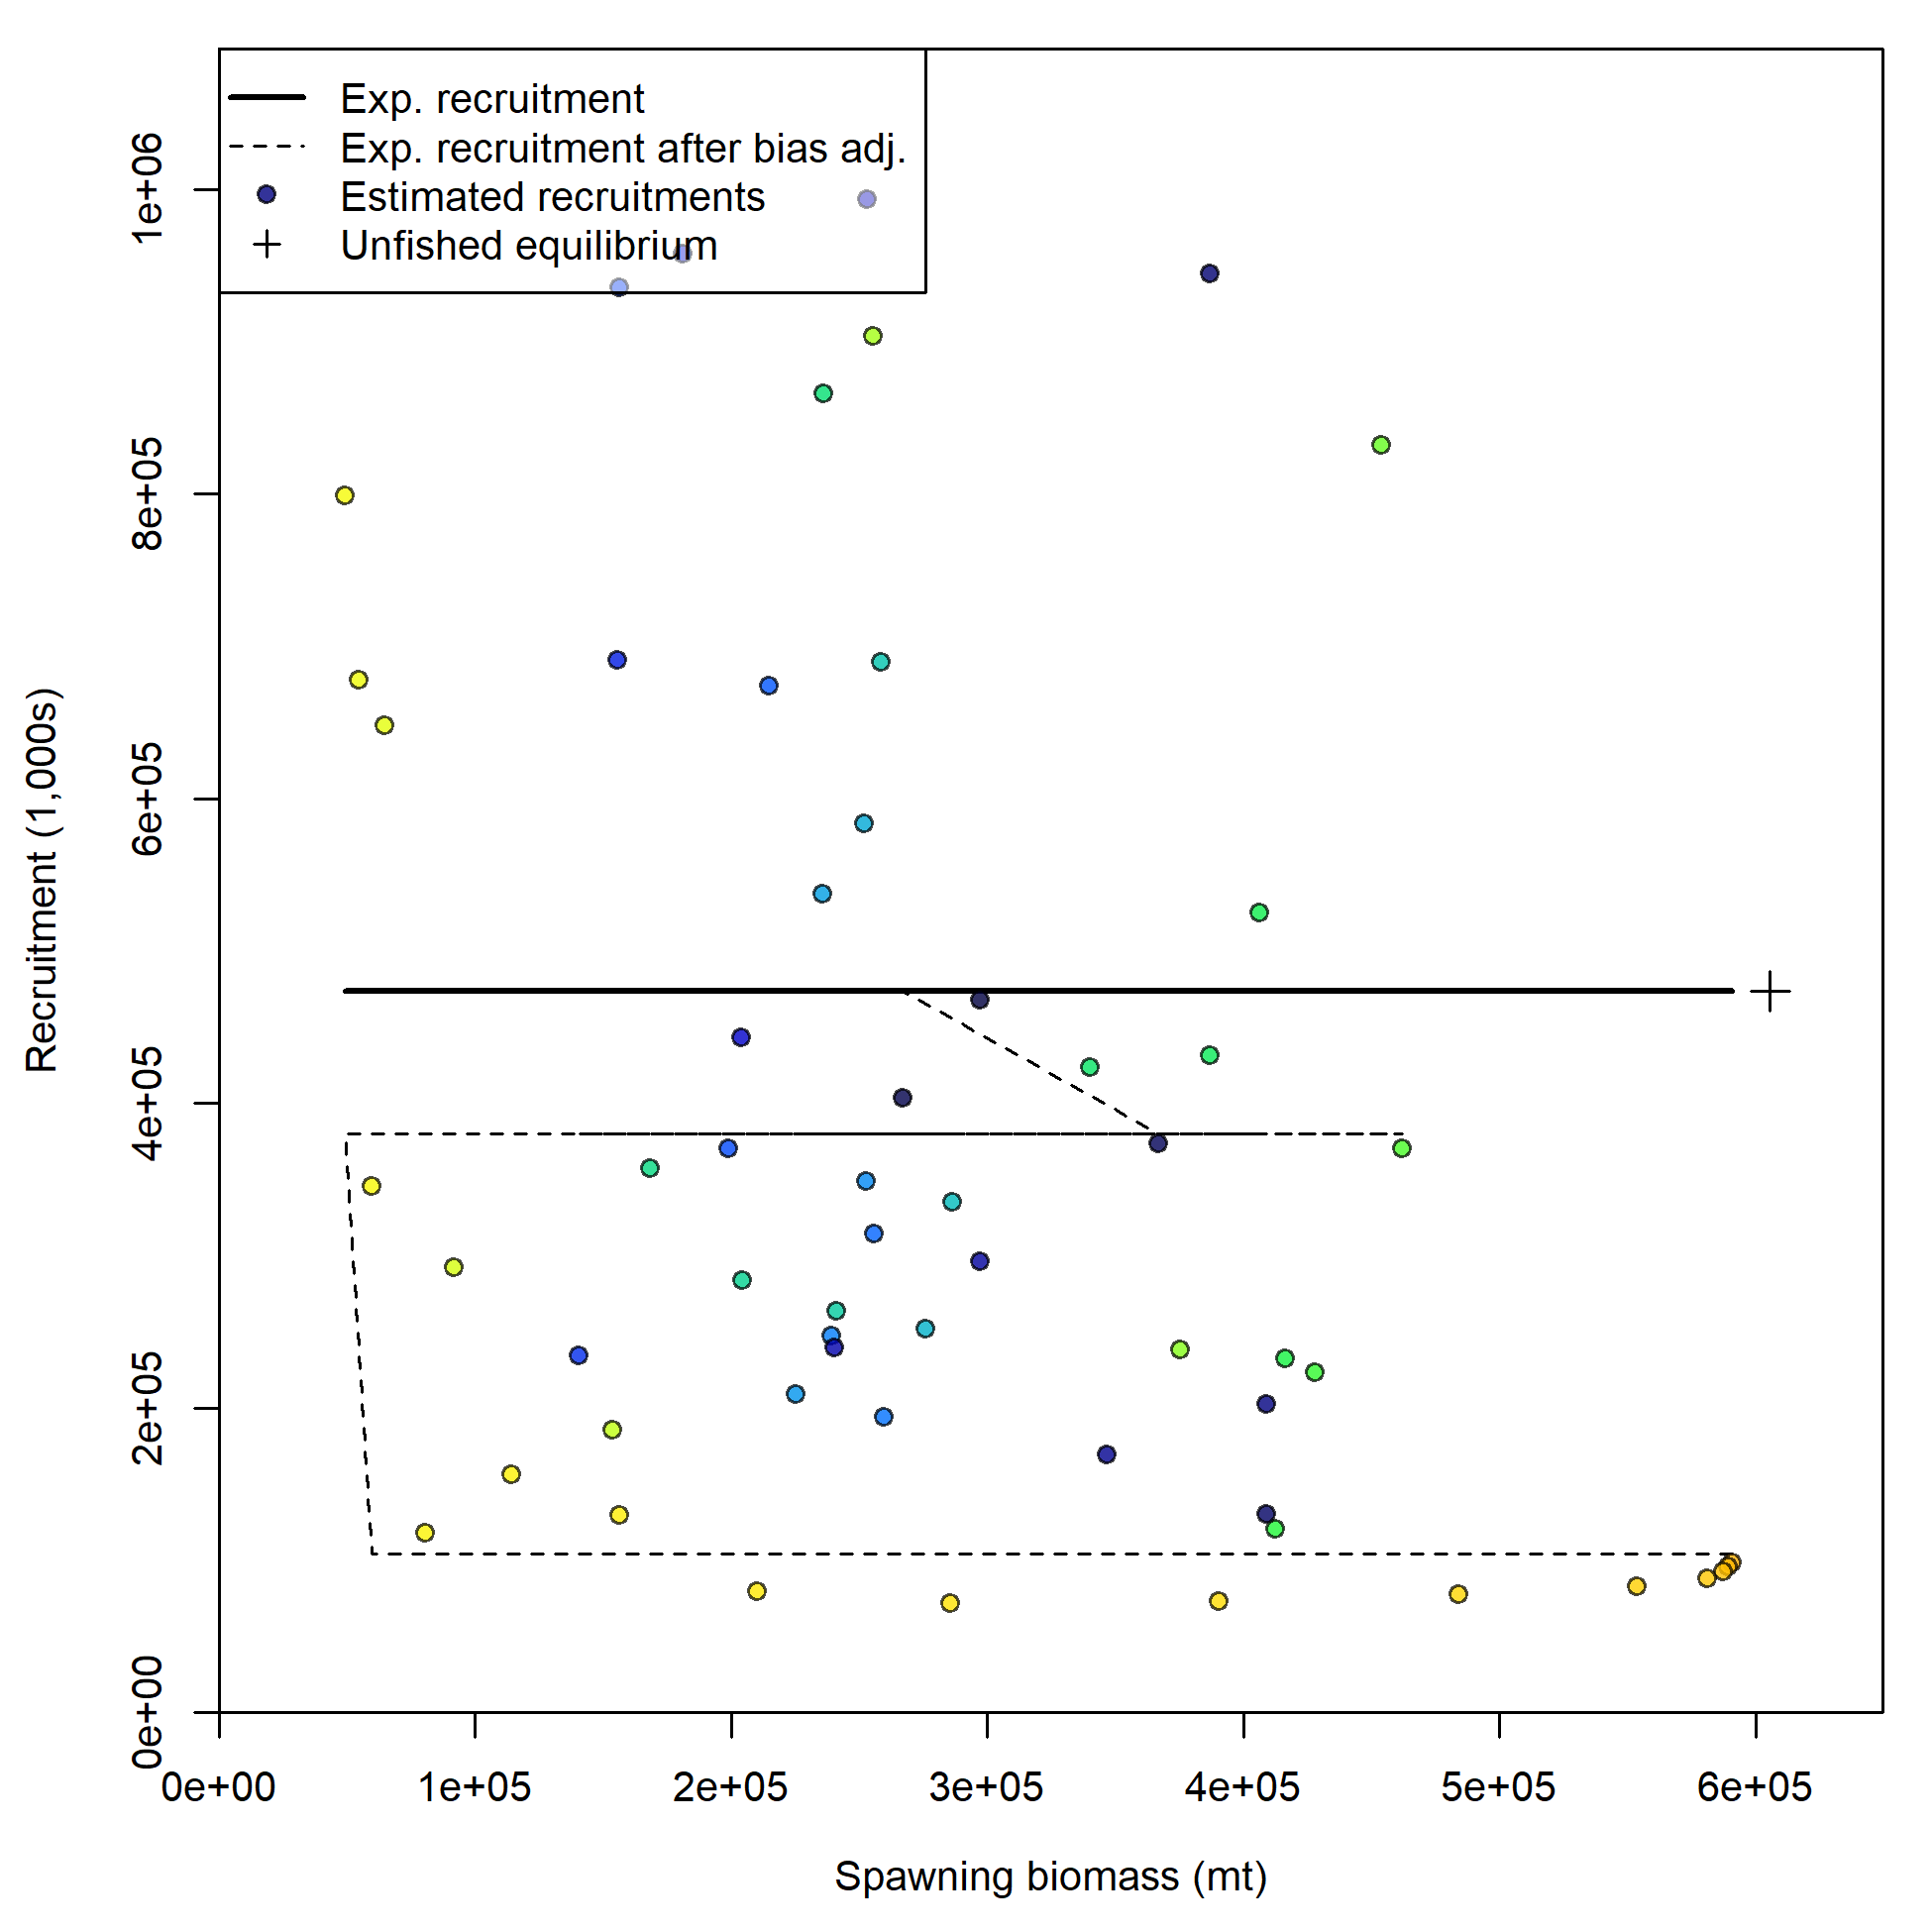 Exp. recruitment
Exp. recruitment after bias adj.
Estimated recruitments
Unfished equilibrium
Recruitment (1,000s)
1e+06
8e+05
6e+05
4e+05
2e+05
0e+00
0e+00 1e+05 2e+05 3e+05 4e+05 5e+05 6e+05
Spawning biomass (mt)